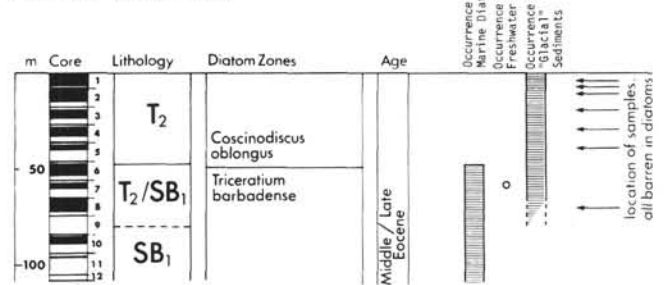 Occurrence
Marine Dia
Occurrence
Freshwater
Occurrence
"Glacial"
Sediments
m Core Lithology Diatom Zones Age
1
2
3
4
5
6
7
8
9
10
11
12
50
100
T2
T2/SB1
SB1
Coscinodiscus
oblongus
Triceratium
barbadense
Middle / Late
Eocene
location of samples
all barren in diatoms